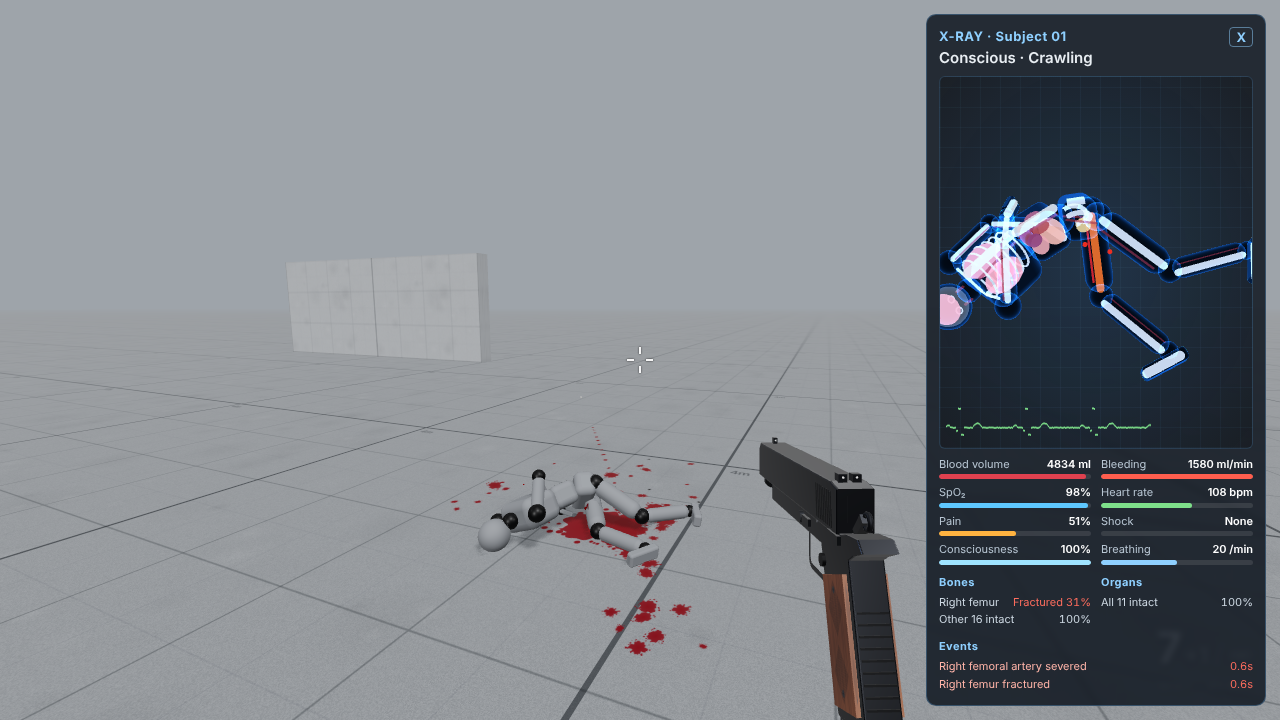 X-RAY · Subject 01
X
Conscious · Crawling
Blood volume 4834 ml
Bleeding 1580 ml/min
SpO₂ 98%
Heart rate 108 bpm
Pain 51%
Shock None
Consciousness 100%
Breathing 20 /min
Bones
Organs
Right femur Fractured 31%
All 11 intact 100%
Other 16 intact 100%
Events
Right femoral artery severed 0.6s
Right femur fractured 0.6s